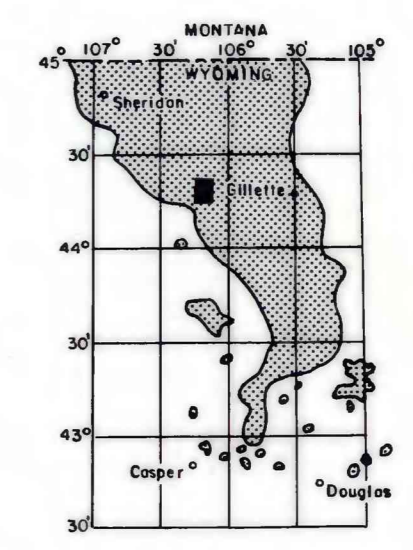 MONTANA
45° 107° 30' 106° 30' 105°
WYOMING
Sheridan
30'
Gillette
44°
30'
43°
Casper
Douglas
30'